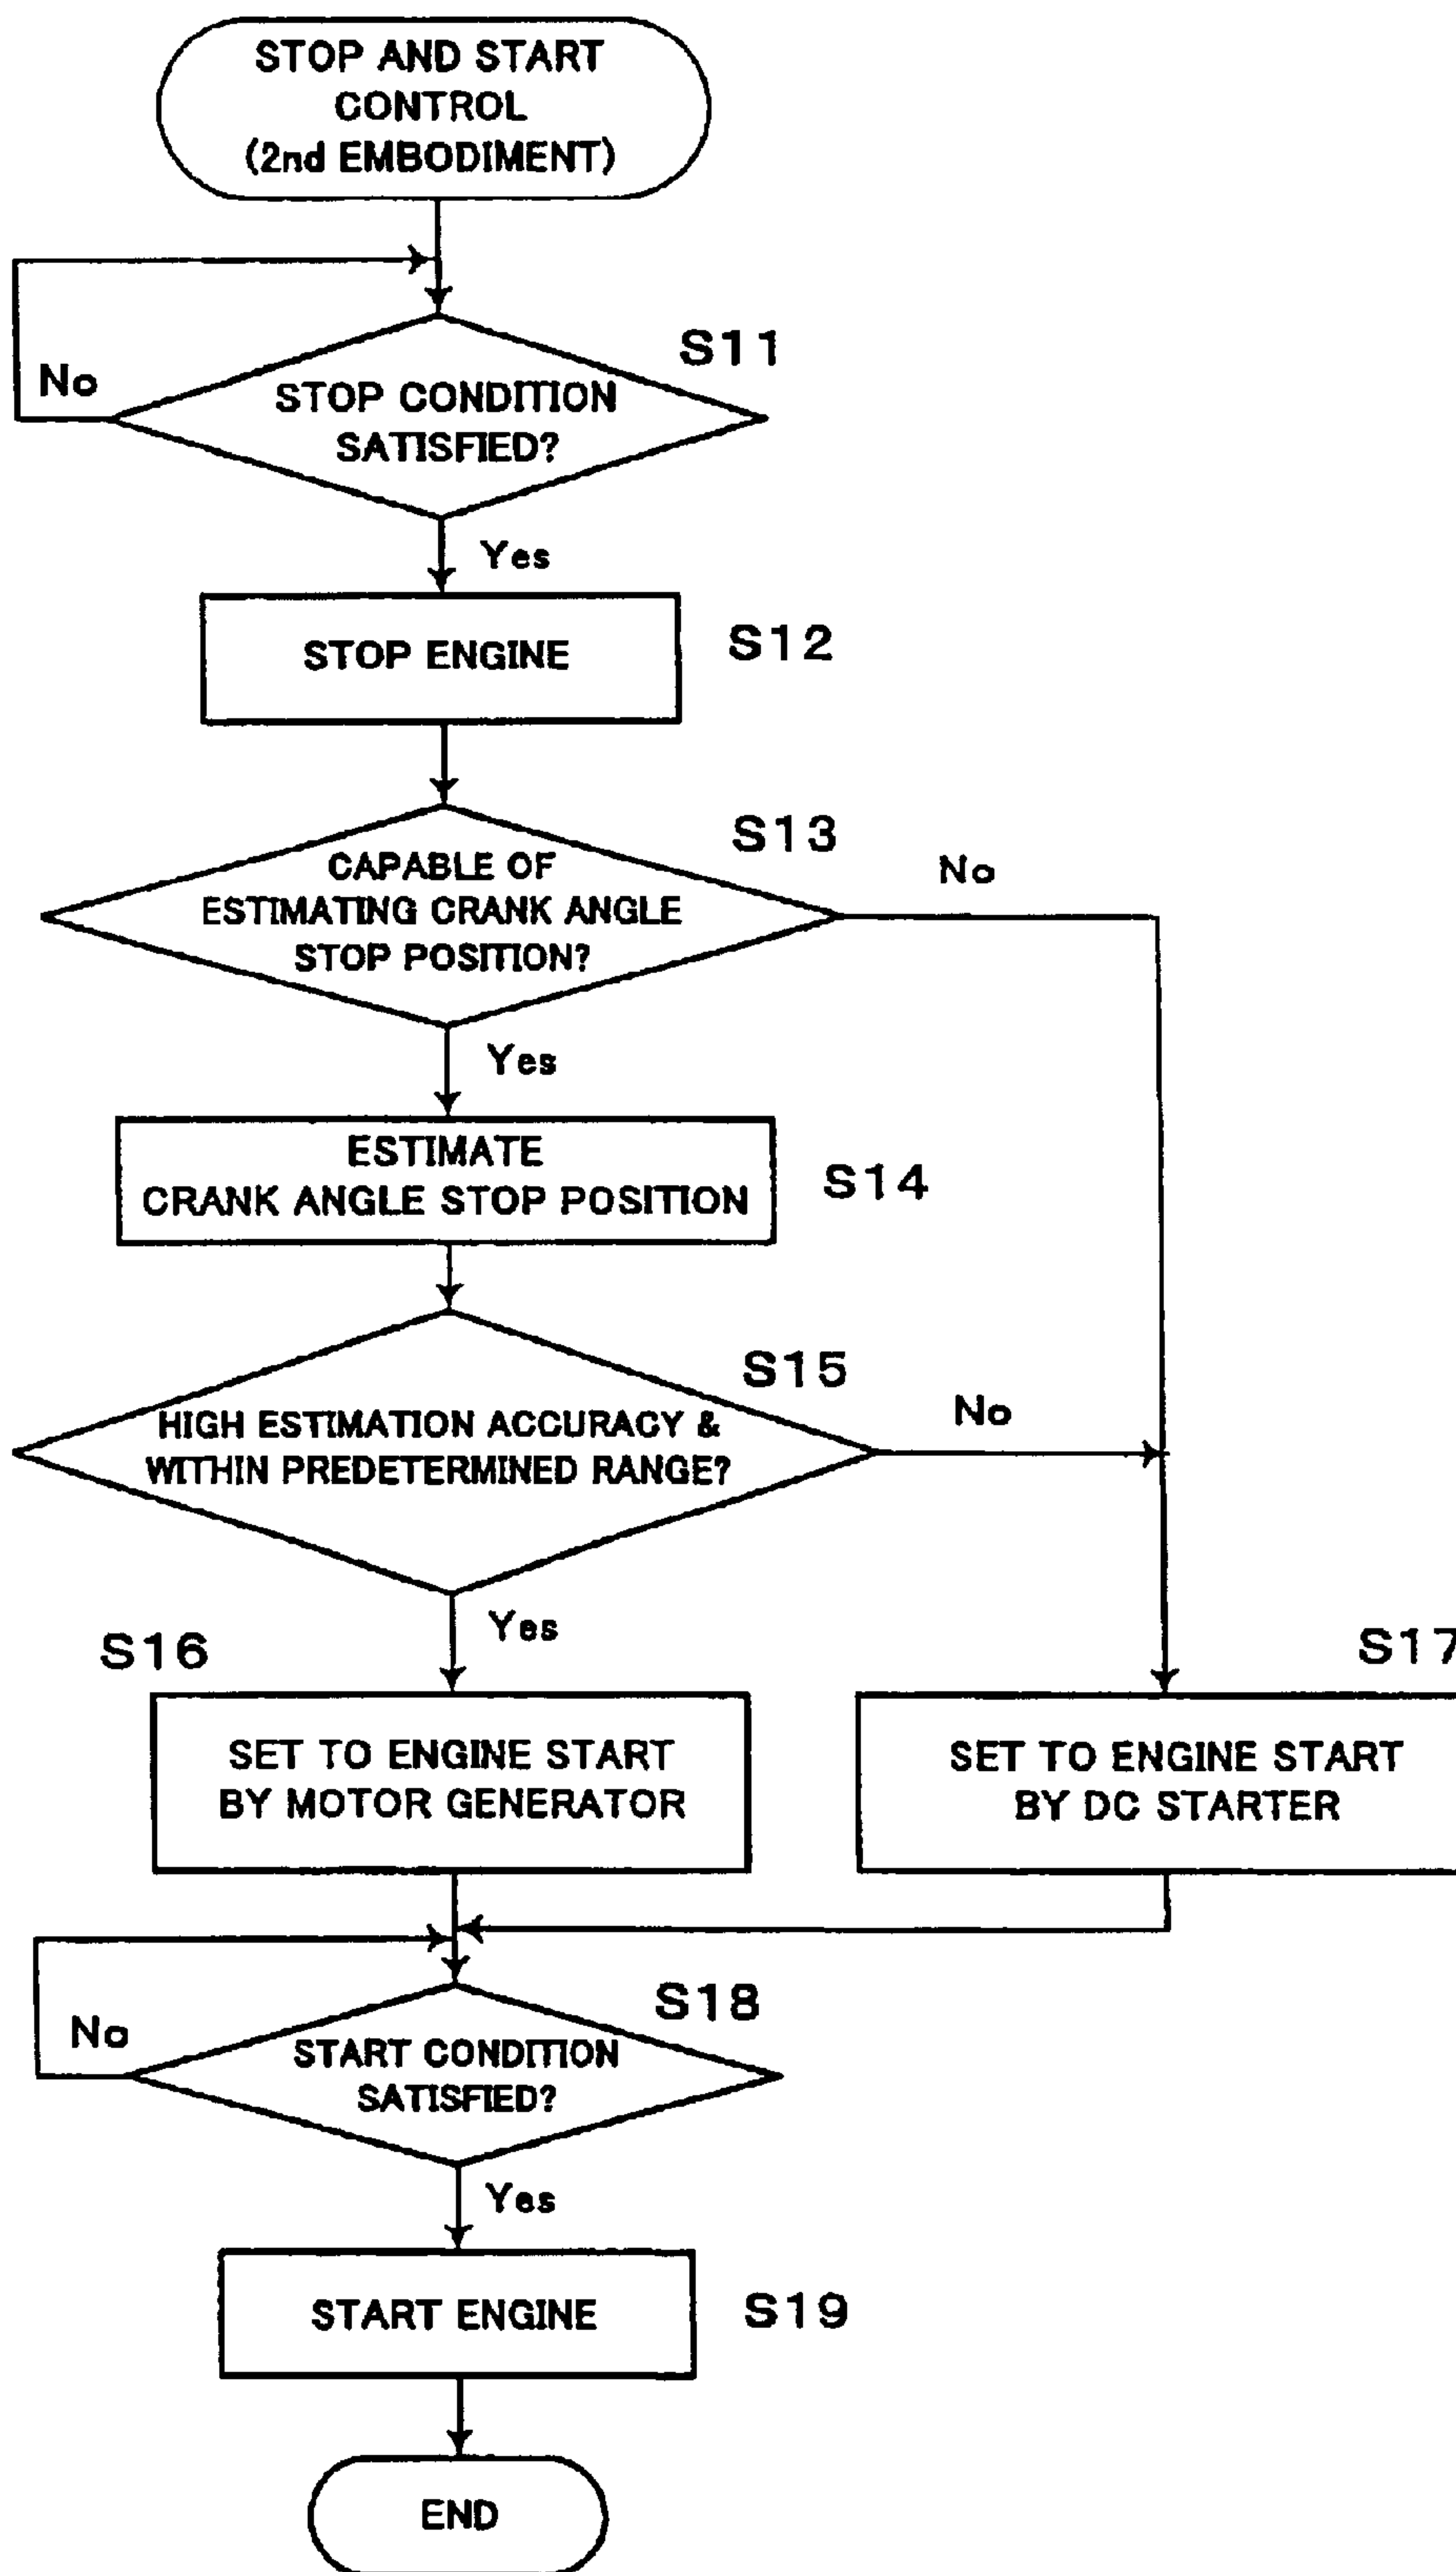 STOP AND START
CONTROL
(2nd EMBODIMENT)
S11
No
STOP CONDITION
SATISFIED?
Yes
STOP ENGINE
S12
S13
No
CAPABLE OF
ESTIMATING CRANK ANGLE
STOP POSITION?
Yes
ESTIMATE
CRANK ANGLE STOP POSITION
S14
S15
No
HIGH ESTIMATION ACCURACY &
WITHIN PREDETERMINED RANGE?
Yes
S16
S17
SET TO ENGINE START
BY MOTOR GENERATOR
SET TO ENGINE START
BY DC STARTER
S18
No
START CONDITION
SATISFIED?
Yes
START ENGINE
S19
END